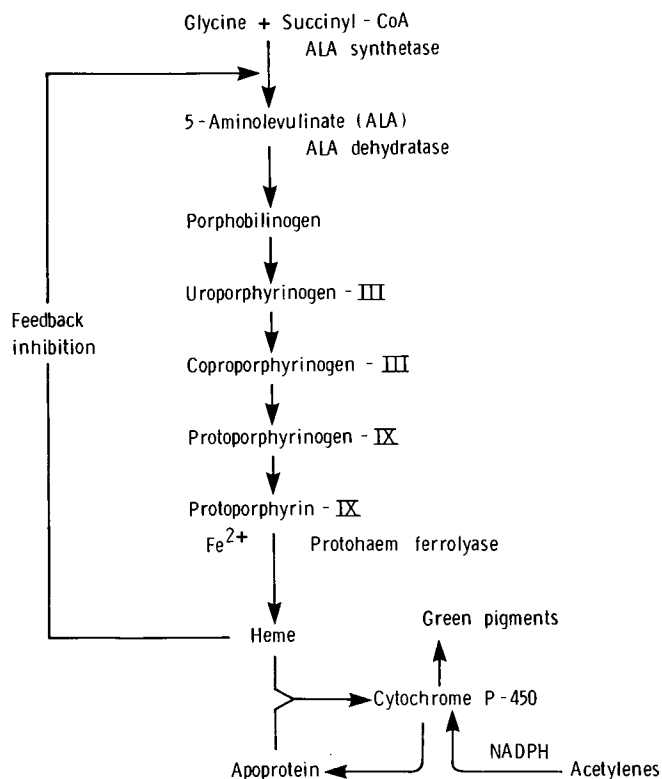 Glycine + Succinyl - CoA
ALA synthetase
5-Aminolevulinate (ALA)
ALA dehydratase
Porphobilinogen
Uroporphyrinogen - III
Feedback
inhibition
Coproporphyrinogen - III
Protoporphyrinogen - IX
Protoporphyrin - IX
Fe2+ Protohaem ferrolyase
Green pigments
Heme
Cytochrome P-450
NADPH
Apoprotein
Acetylenes